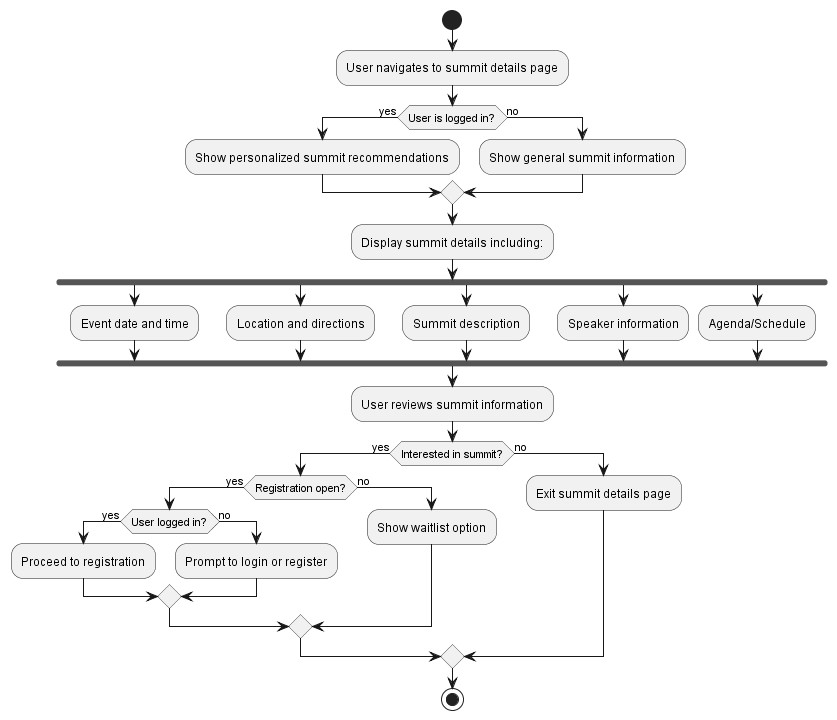 User navigates to summit details page
yes
User is logged in?
no
Show personalized summit recommendations
Show general summit information
Display summit details including:
Event date and time
Location and directions
Summit description
Speaker information
Agenda/Schedule
User reviews summit information
yes
Interested in summit?
no
yes
Registration open?
no
Exit summit details page
yes
User logged in?
no
Show waitlist option
Proceed to registration
Prompt to login or register